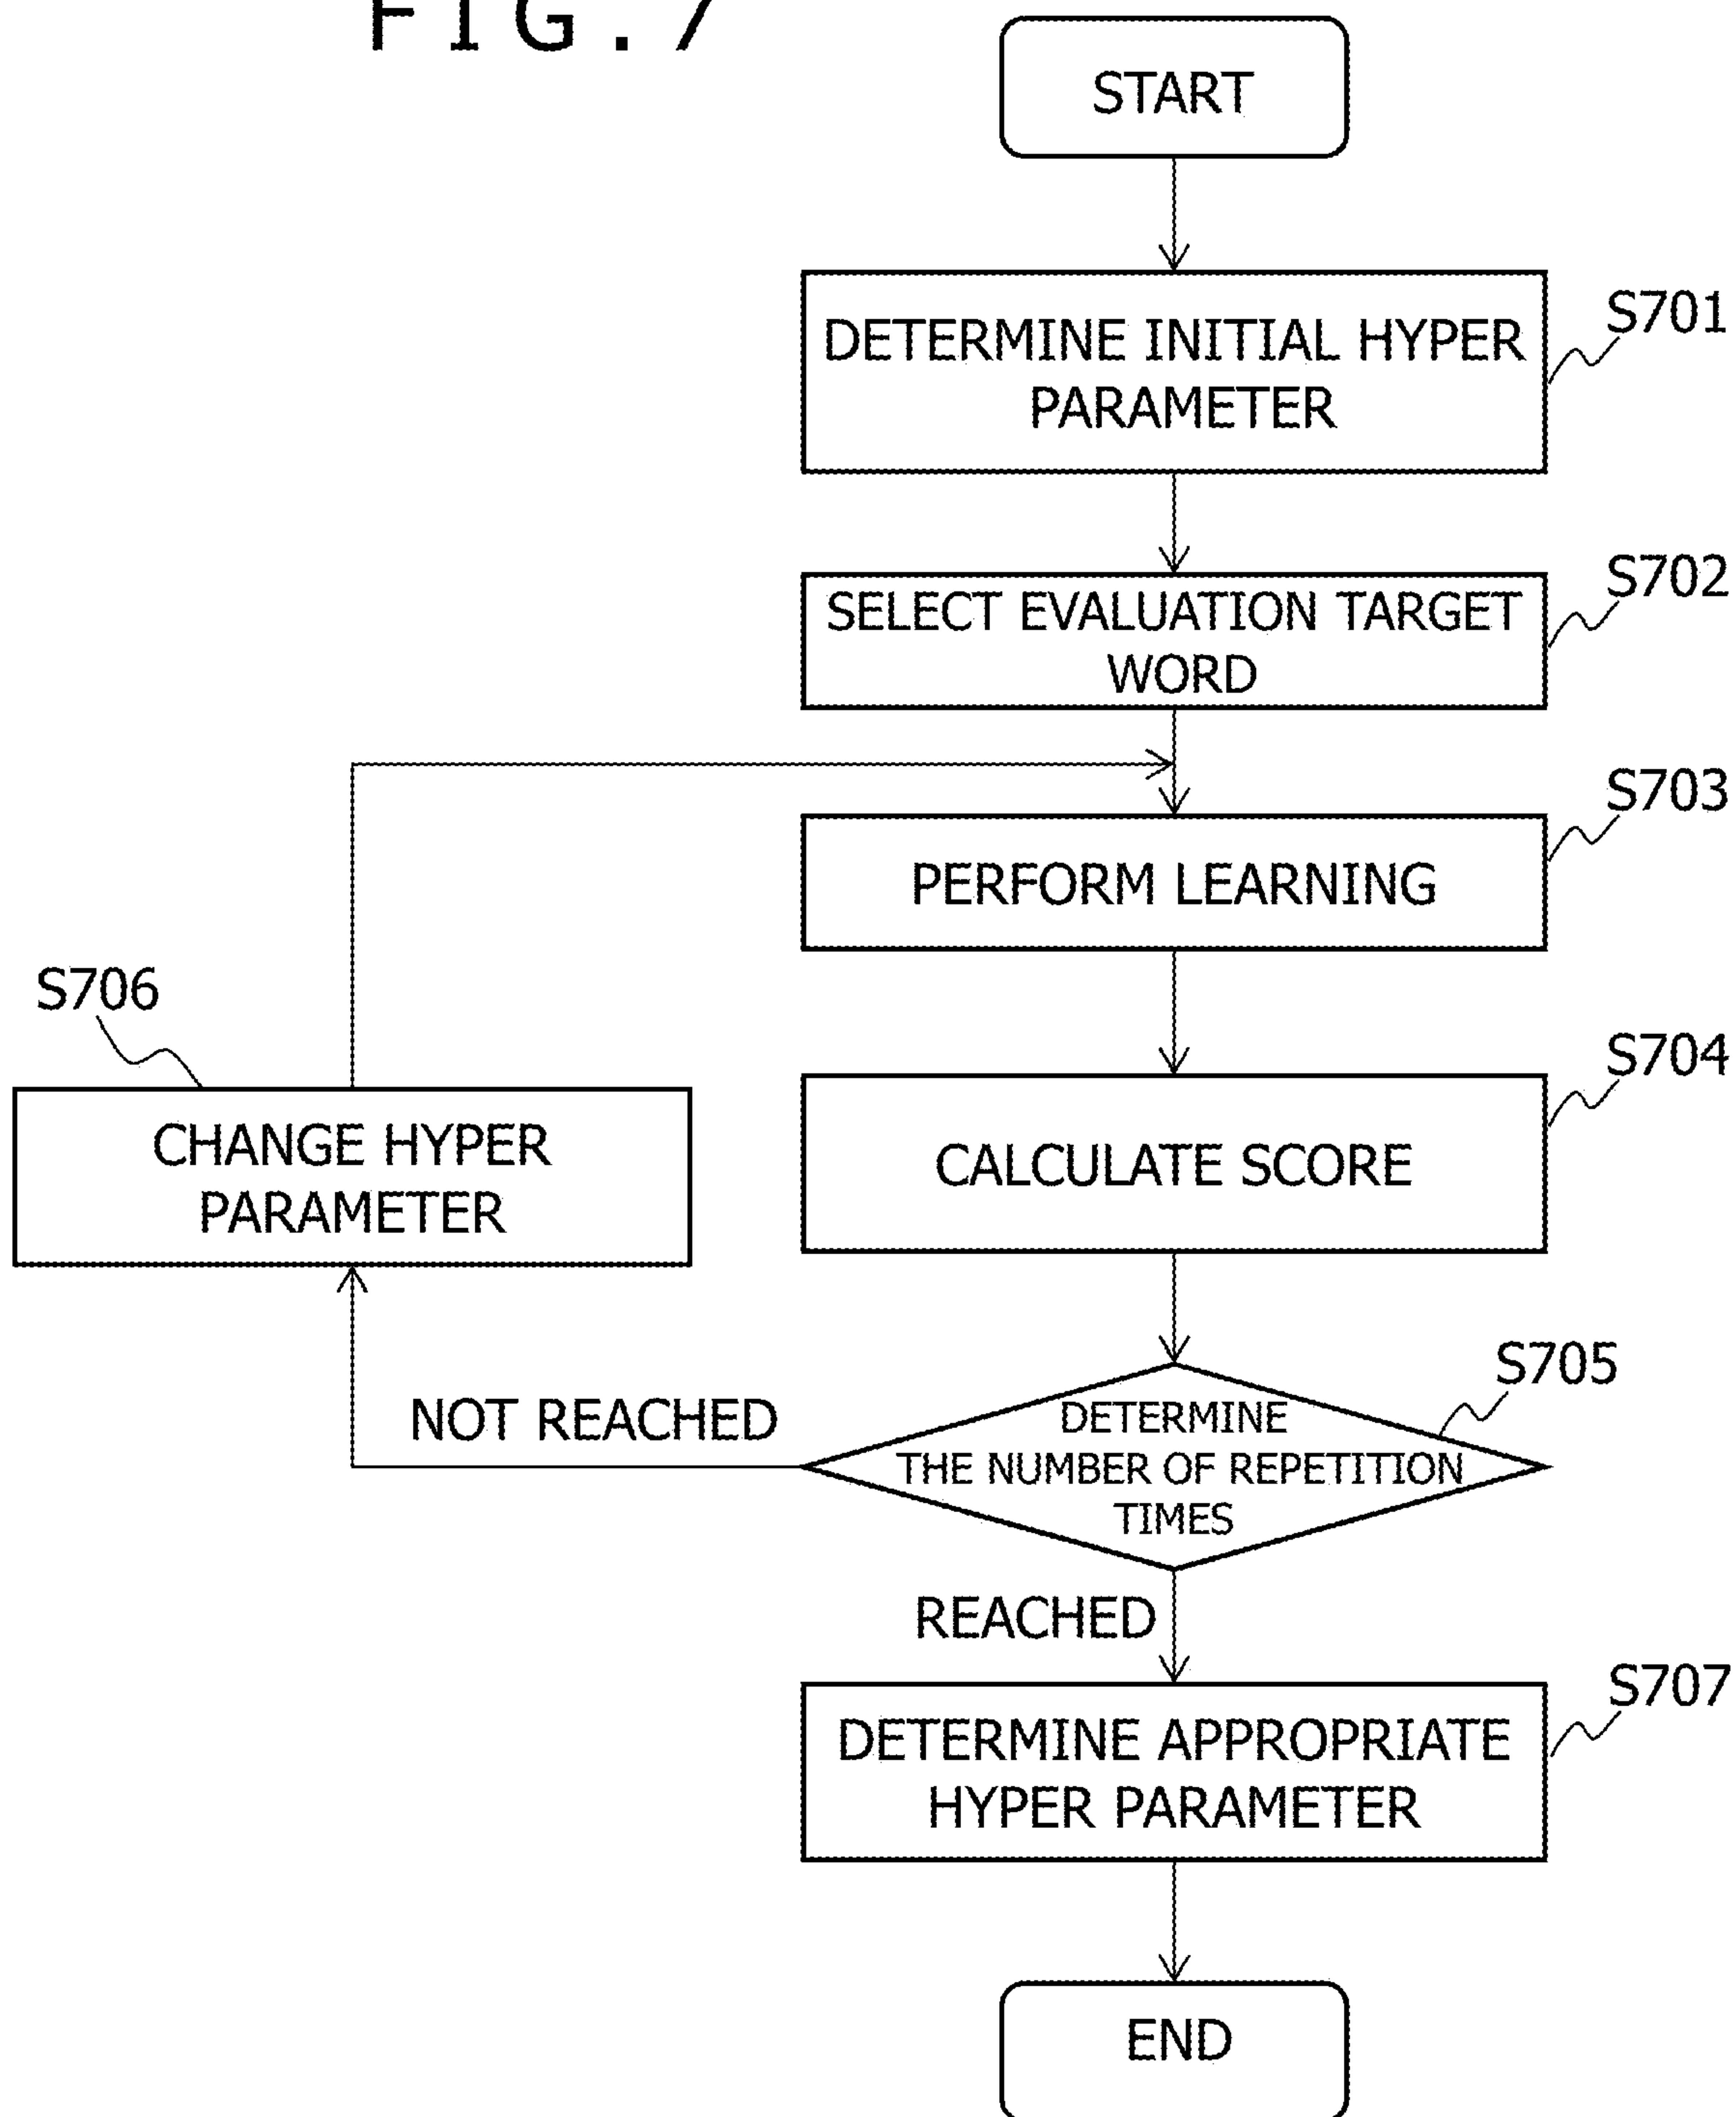 FIG.7
START
S701
DETERMINE INITIAL HYPER
PARAMETER
S702
SELECT EVALUATION TARGET
WORD
S703
PERFORM LEARNING
S706
CHANGE HYPER
PARAMETER
S704
CALCULATE SCORE
S705
NOT REACHED
DETERMINE
THE NUMBER OF REPETITION
TIMES
REACHED
S707
DETERMINE APPROPRIATE
HYPER PARAMETER
END